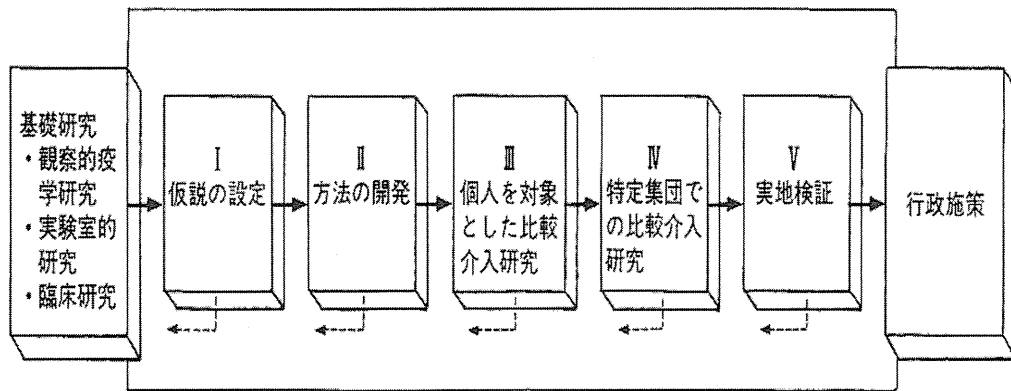 基礎研究
・観察的疫
学研究
・実験室的
研究
・臨床研究
Ⅰ
仮説の設定
Ⅱ
方法の開発
Ⅲ
個人を対象
とした比較
介入研究
Ⅳ
特定集団で
の比較介入
研究
Ⅴ
実地検証
行政施策